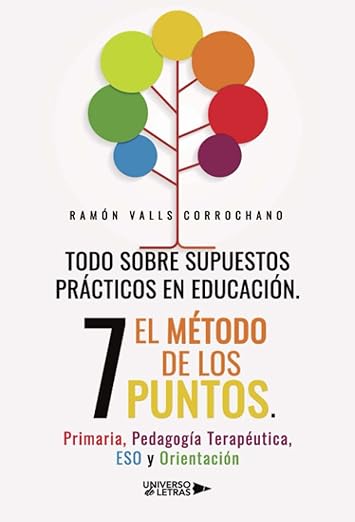 RAMÓN VALLS CORROCHANO
TODO SOBRE SUPUESTOS
PRÁCTICOS EN EDUCACIÓN.
7 EL MÉTODO
DE LOS
PUNTOS.
Primaria, Pedagogía Terapéutica,
ESO y Orientación
UNIVERSO
de LETRAS